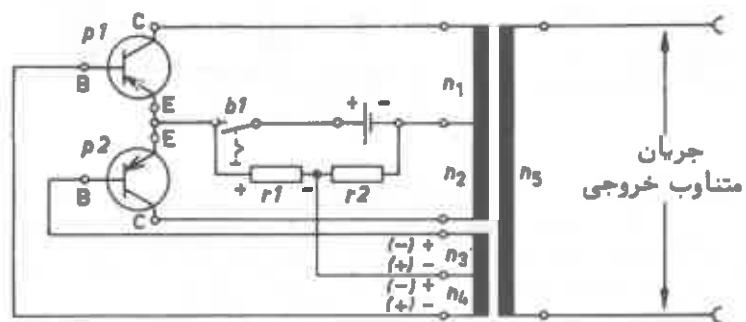 C
p1
B
E
b1
+ -
n1
E
p2
n2
n5
جریان
متناوب خروجی
+ r1 - r2
B
C
(-) +
n3
(+) -
(-) +
n4
(+) -